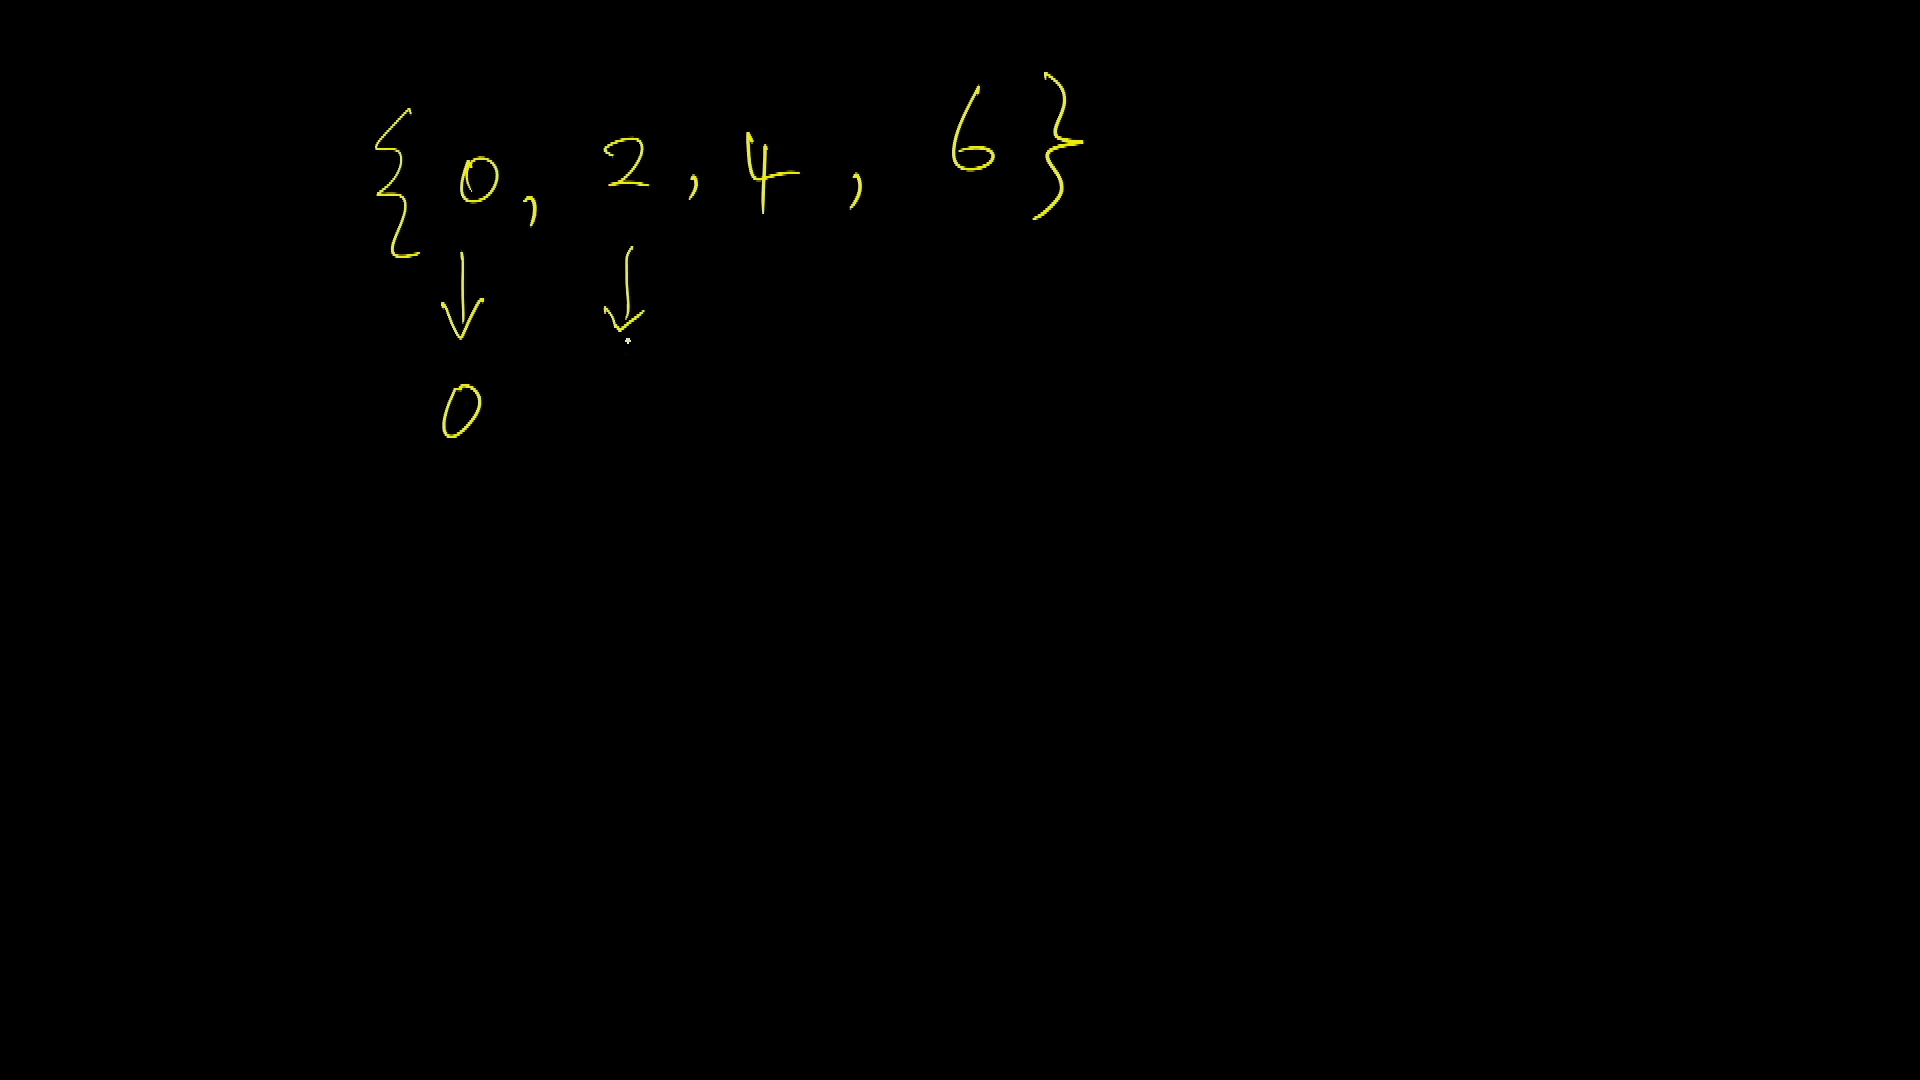 {0, 2, 4, 6}
↓ ↓
0